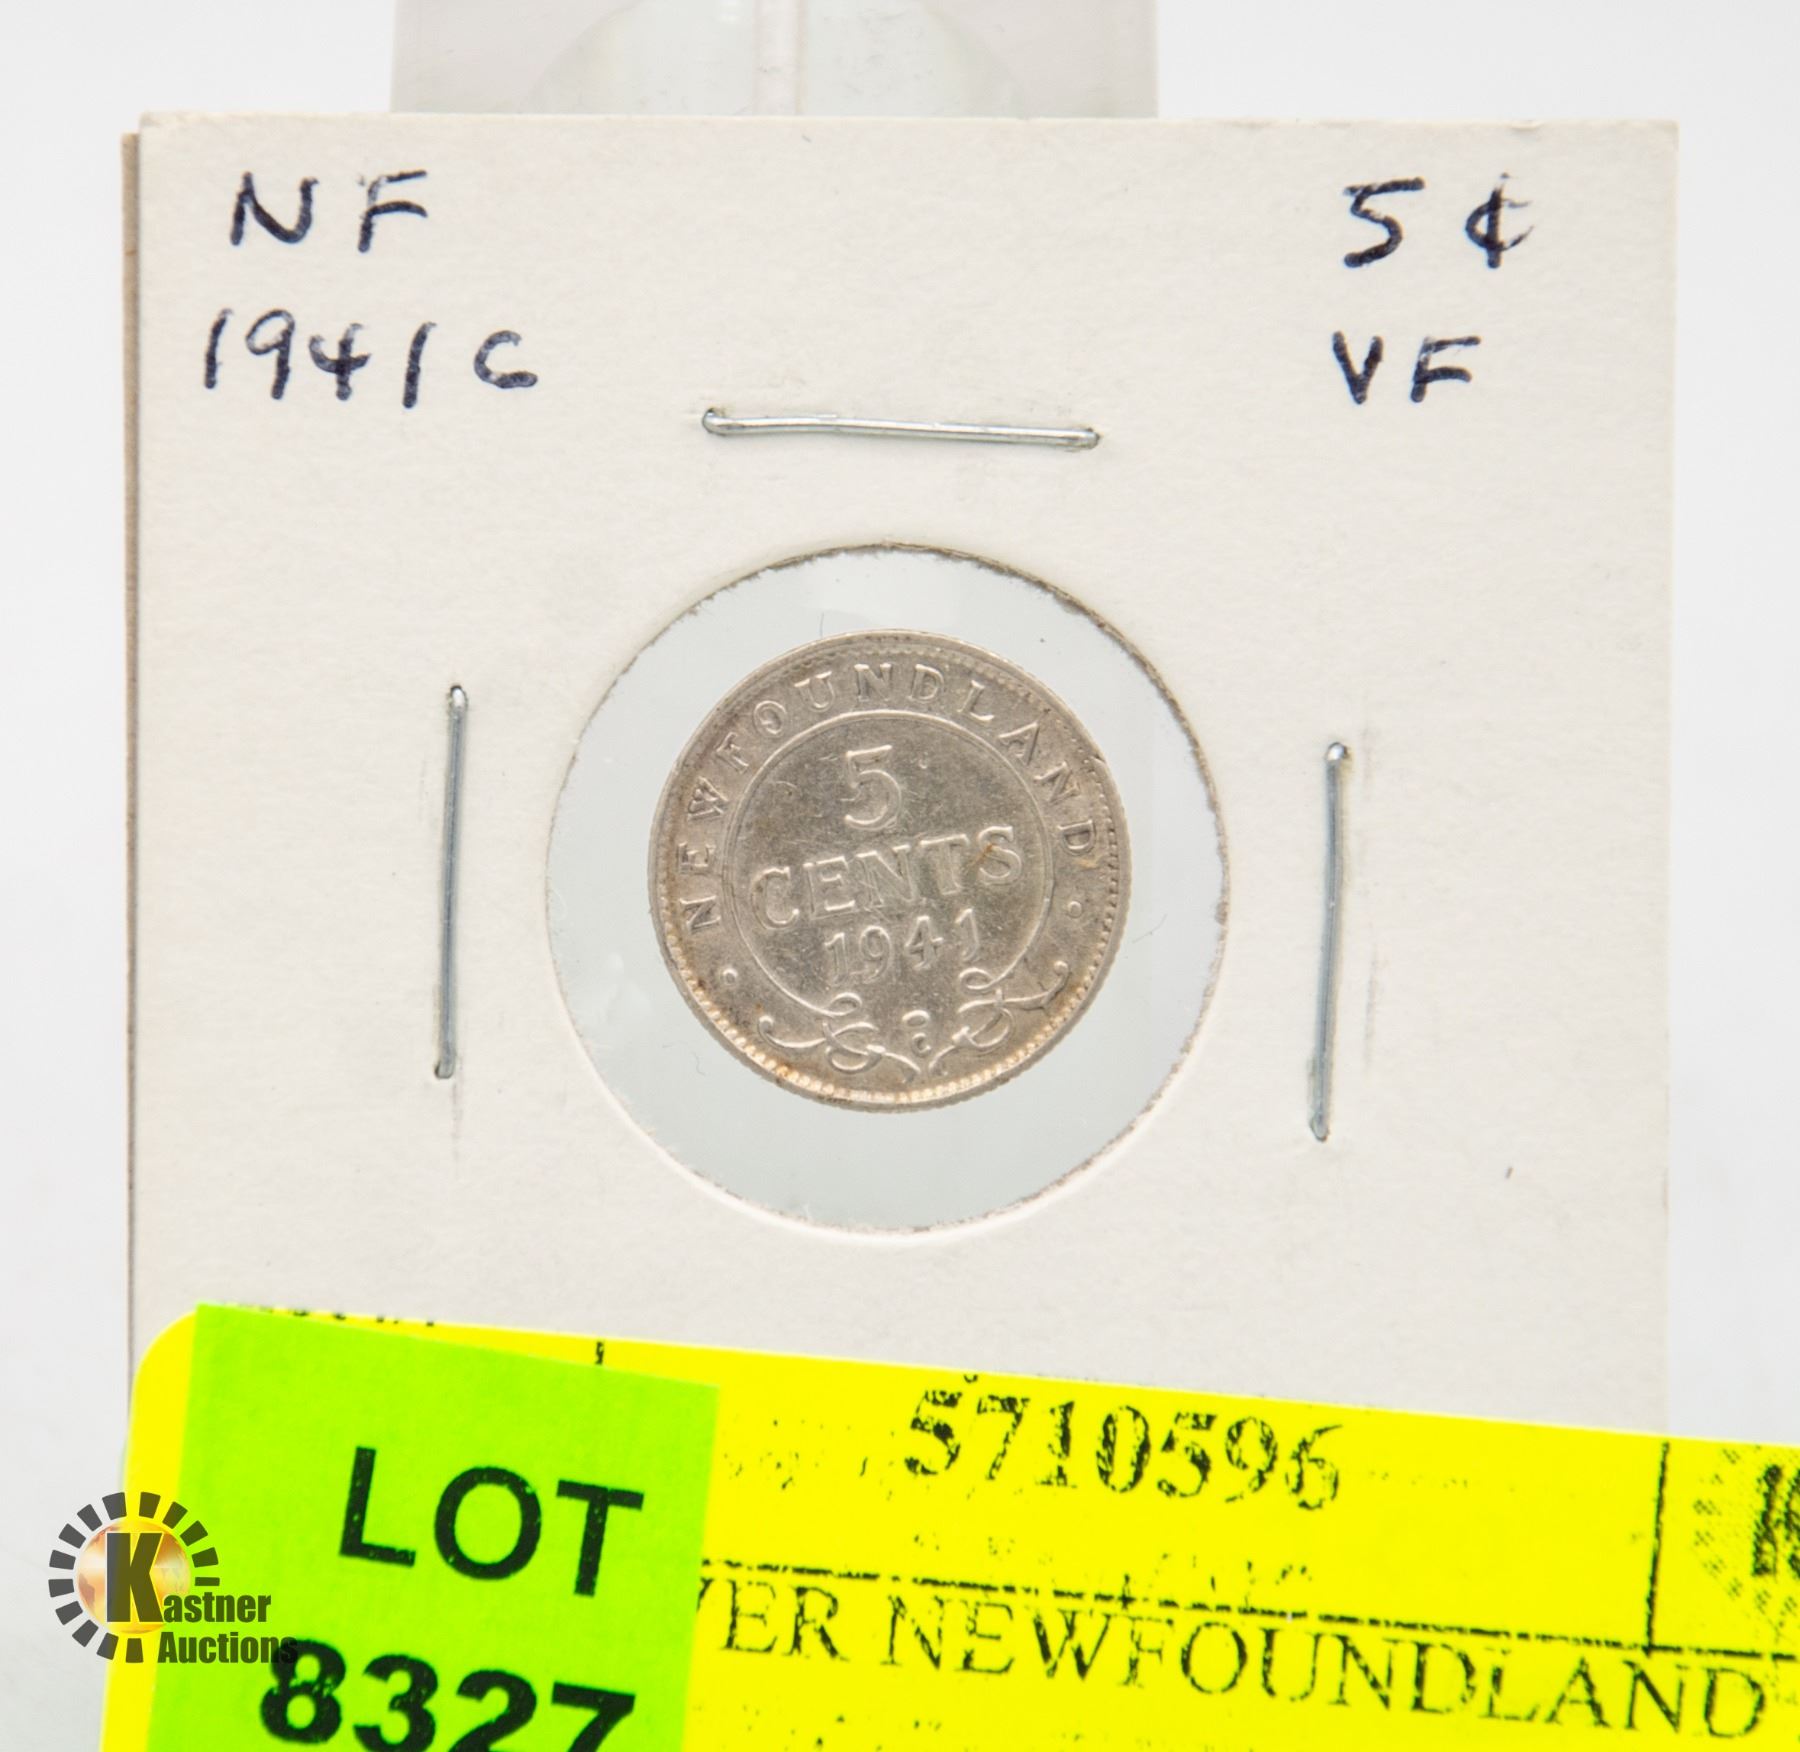 NF
5¢
1941C
VF
NEWFOUNDLAND
5
CENTS
1941
C
5710596
LOT
8327
VER NEWFOUNDLAND
Kastner
Auctions